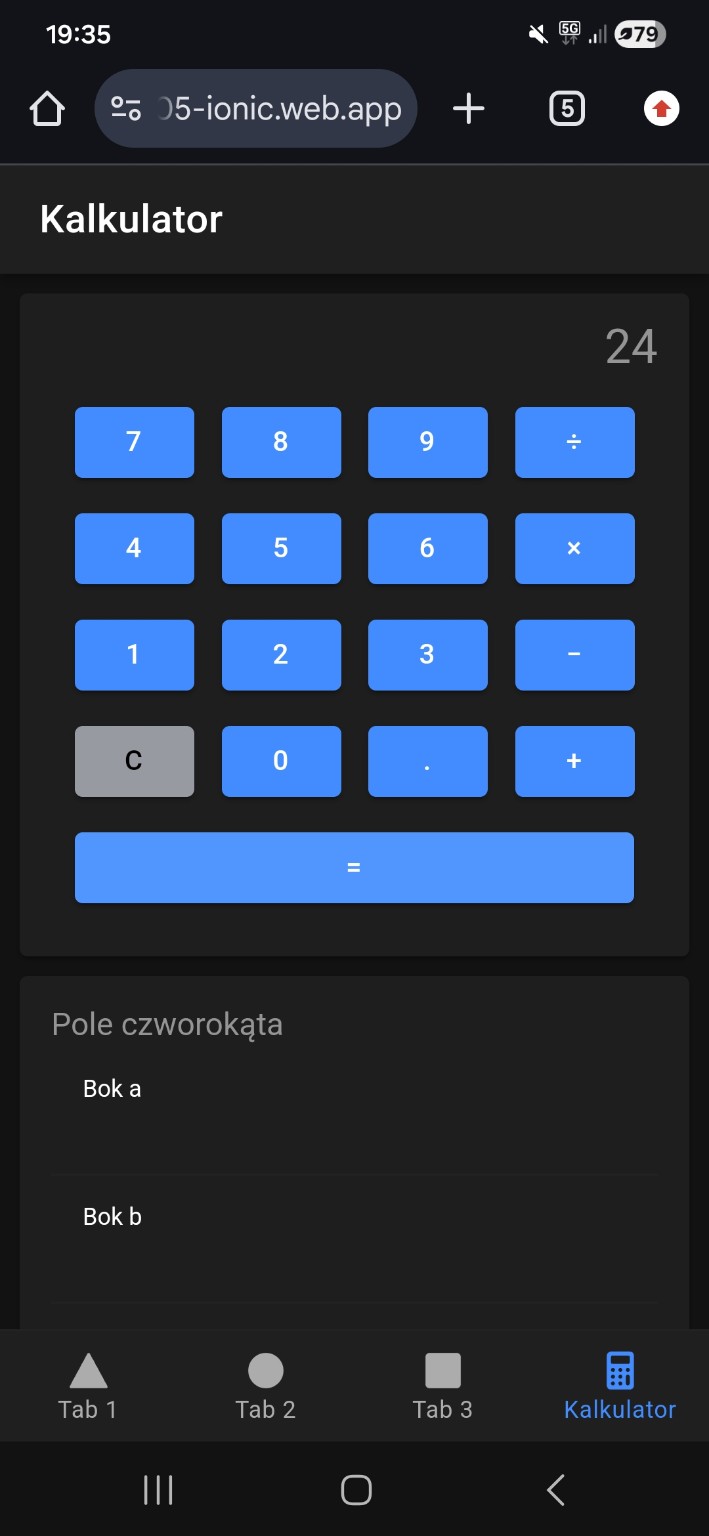 19:35
5G
79
5-ionic.web.app
5
Kalkulator
24
7 8 9 ÷
4 5 6 ×
1 2 3 −
C 0 . +
=
Pole czworokąta
Bok a
Bok b
Tab 1 Tab 2 Tab 3 Kalkulator